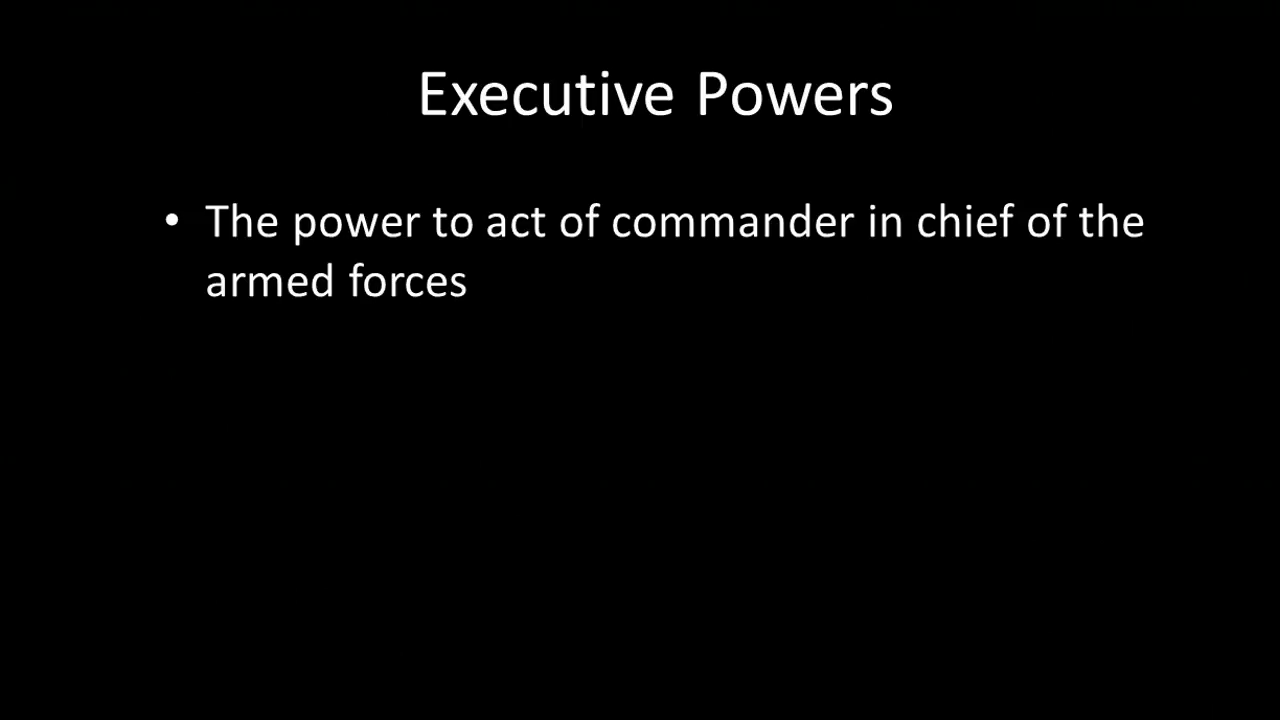 Executive Powers
• The power to act of commander in chief of the
armed forces